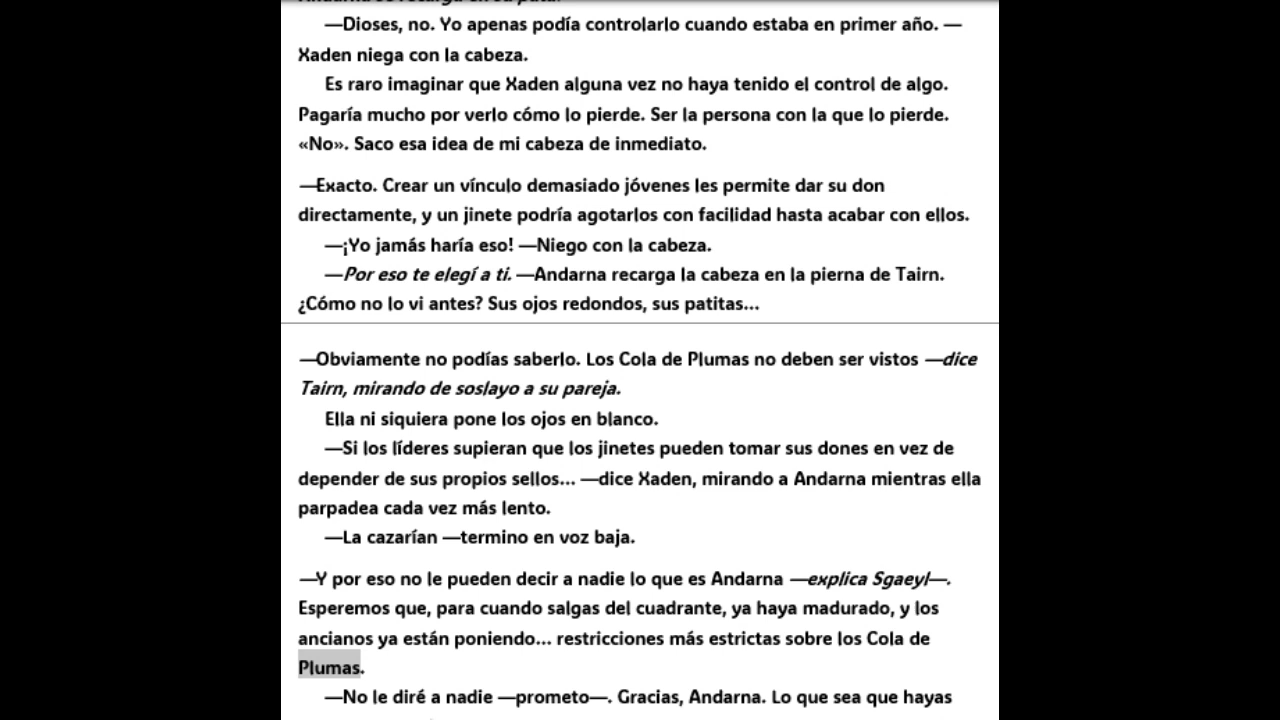 —Dioses, no. Yo apenas podía controlarlo cuando estaba en primer año. —
Xaden niega con la cabeza.
Es raro imaginar que Xaden alguna vez no haya tenido el control de algo.
Pagaría mucho por verlo cómo lo pierde. Ser la persona con la que lo pierde.
«No». Saco esa idea de mi cabeza de inmediato.
—Exacto. Crear un vínculo demasiado jóvenes les permite dar su don
directamente, y un jinete podría agotarlos con facilidad hasta acabar con ellos.
—¡Yo jamás haría eso! —Niego con la cabeza.
—Por eso te elegí a ti. —Andarna recarga la cabeza en la pierna de Tairn.
¿Cómo no lo vi antes? Sus ojos redondos, sus patitas...
—Obviamente no podías saberlo. Los Cola de Plumas no deben ser vistos —dice
Tairn, mirando de soslayo a su pareja.
Ella ni siquiera pone los ojos en blanco.
—Si los líderes supieran que los jinetes pueden tomar sus dones en vez de
depender de sus propios sellos... —dice Xaden, mirando a Andarna mientras ella
parpadea cada vez más lento.
—La cazarían —termino en voz baja.
—Y por eso no le pueden decir a nadie lo que es Andarna —explica Sgaeyl—.
Esperemos que, para cuando salgas del cuadrante, ya haya madurado, y los
ancianos ya están poniendo... restricciones más estrictas sobre los Cola de
Plumas.
—No le diré a nadie —prometo—. Gracias, Andarna. Lo que sea que hayas